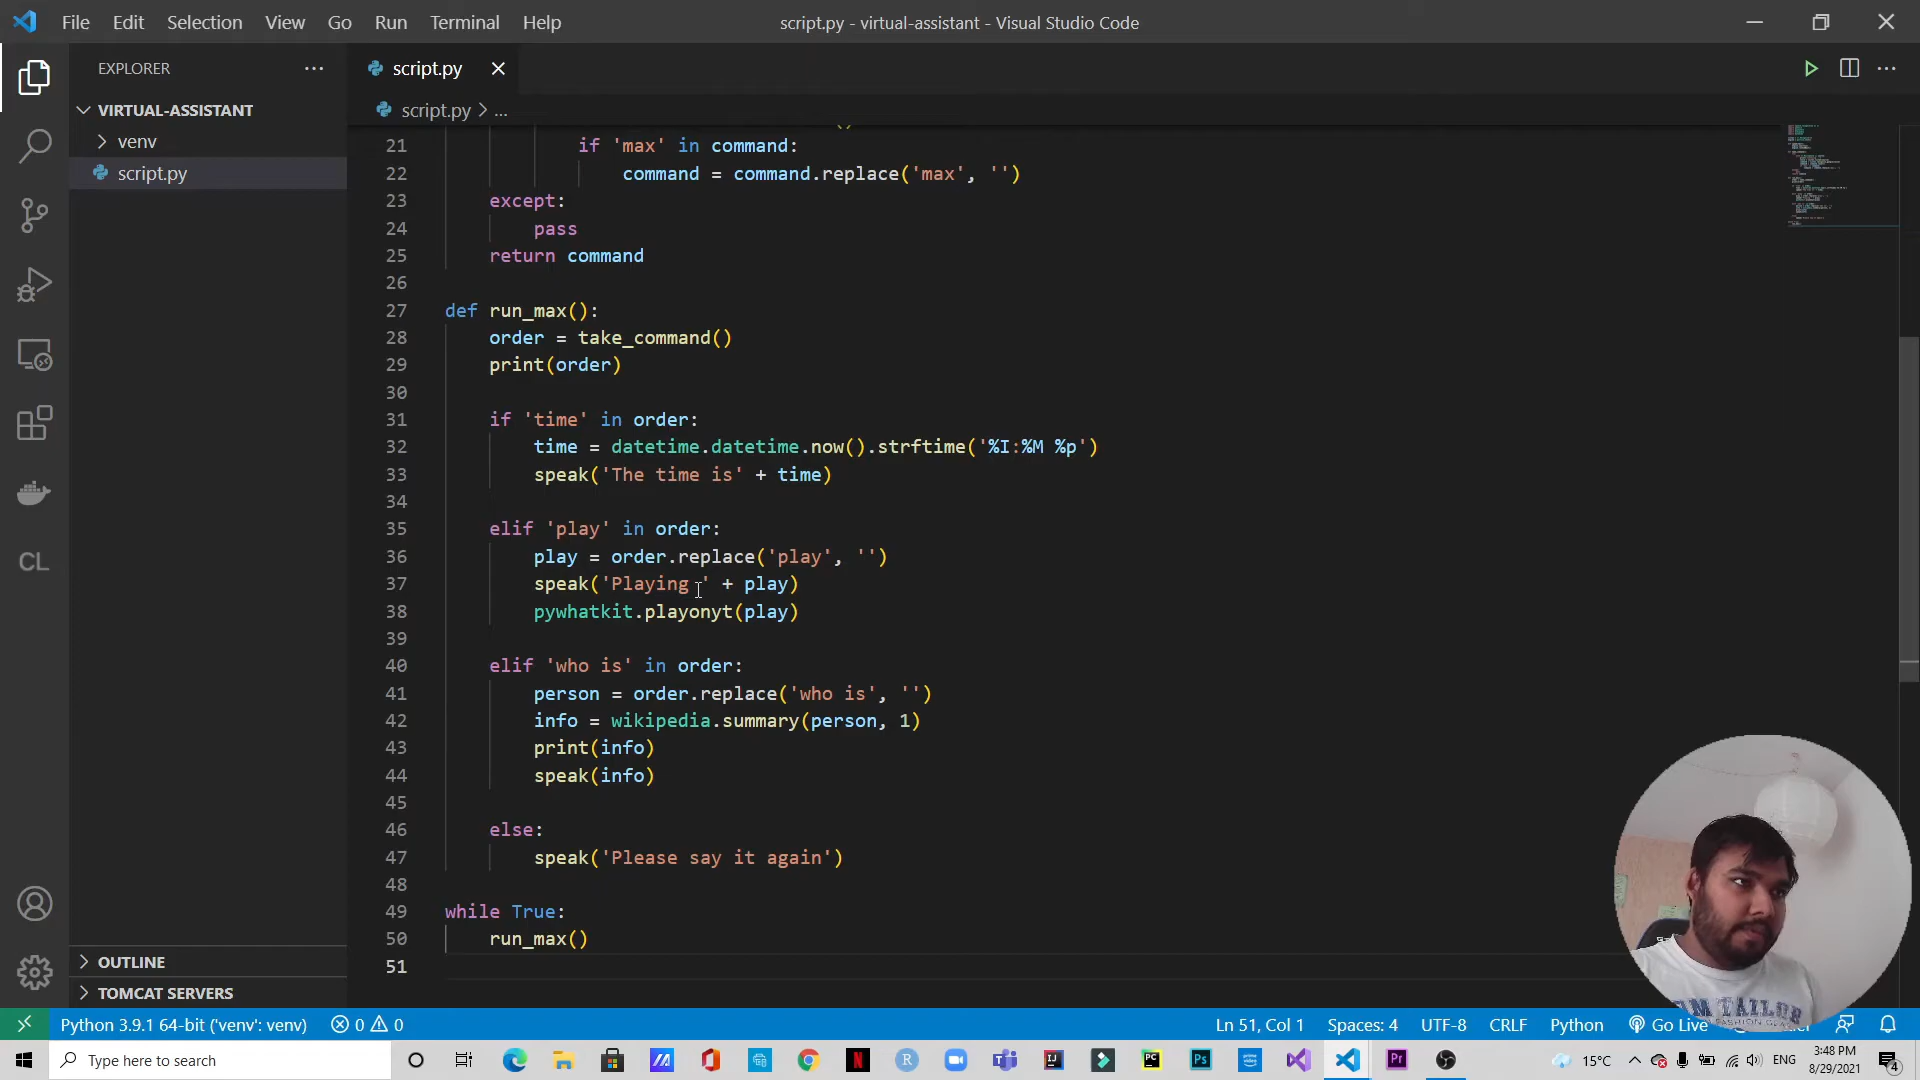 File Edit Selection View Go Run Terminal Help
script.py - virtual-assistant - Visual Studio Code
EXPLORER
script.py
VIRTUAL-ASSISTANT
script.py > ...
venv
script.py
21 if 'max' in command:
22 command = command.replace('max', '')
23 except:
24 pass
25 return command
26
27 def run_max():
28 order = take_command()
29 print(order)
30
31 if 'time' in order:
32 time = datetime.datetime.now().strftime('%I:%M %p')
33 speak('The time is' + time)
34
35 elif 'play' in order:
36 play = order.replace('play', '')
37 speak('Playing ' + play)
38 pywhatkit.playonyt(play)
39
40 elif 'who is' in order:
41 person = order.replace('who is', '')
42 info = wikipedia.summary(person, 1)
43 print(info)
44 speak(info)
45
46 else:
47 speak('Please say it again')
48
49 while True:
50 run_max()
51
CL
OUTLINE
TOMCAT SERVERS
TOM TAILOR
FASHION GEAR
Python 3.9.1 64-bit ('venv': venv) 0 0 Ln 51, Col 1 Spaces: 4 UTF-8 CRLF Python Go Live
Type here to search
15°C ENG 3:48 PM
8/29/2021
4